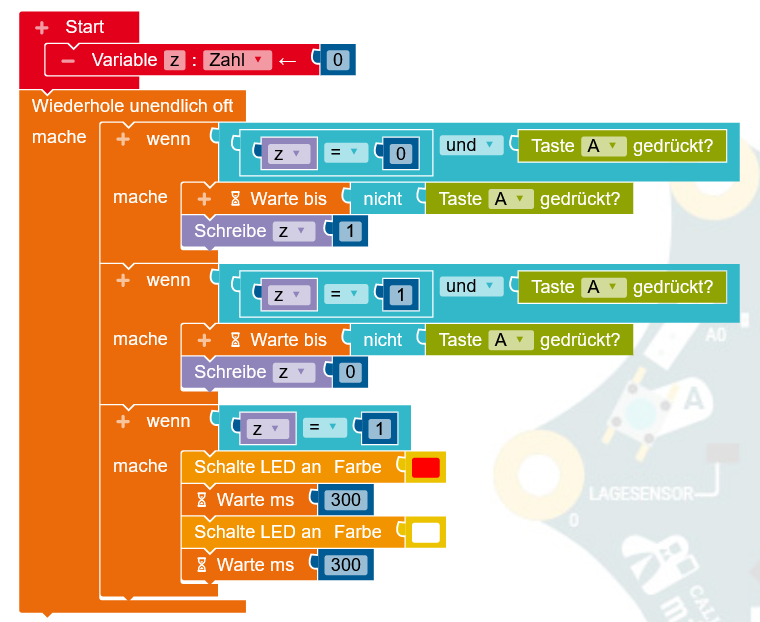 + Start
− Variable z : Zahl ▾ ← 0
Wiederhole unendlich oft
mache + wenn z ▾ = ▾ 0 und ▾ Taste A ▾ gedrückt?
mache + Warte bis nicht Taste A ▾ gedrückt?
Schreibe z ▾ 1
+ wenn z ▾ = ▾ 1 und ▾ Taste A ▾ gedrückt?
mache + Warte bis nicht Taste A ▾ gedrückt?
Schreibe z ▾ 0
+ wenn z ▾ = ▾ 1
mache Schalte LED an Farbe
Warte ms 300
Schalte LED an Farbe
Warte ms 300
A0
A
LAGESENSOR
0